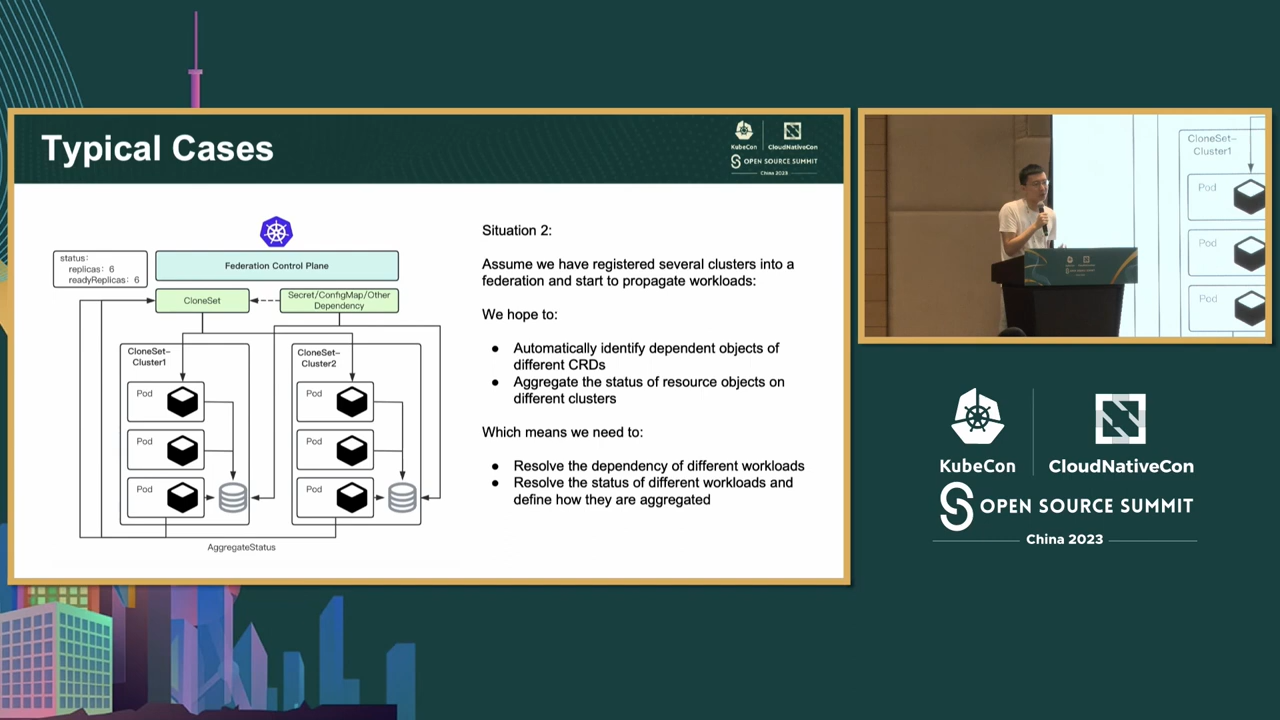 Typical Cases
KubeCon
CloudNativeCon
OPEN SOURCE SUMMIT
China 2023
status:
replicas: 6
readyReplicas: 6
Federation Control Plane
CloneSet
Secret/ConfigMap/Other
Dependency
CloneSet-
Cluster1
Pod
Pod
Pod
CloneSet-
Cluster2
Pod
Pod
Pod
AggregateStatus
Situation 2:
Assume we have registered several clusters into a
federation and start to propagate workloads:
We hope to:
● Automatically identify dependent objects of
different CRDs
● Aggregate the status of resource objects on
different clusters
Which means we need to:
● Resolve the dependency of different workloads
● Resolve the status of different workloads and
define how they are aggregated
CloneSet-
Cluster1
Pod
Pod
Pod
KubeCon
CloudNativeCon
OPEN SOURCE SUMMIT
China 2023